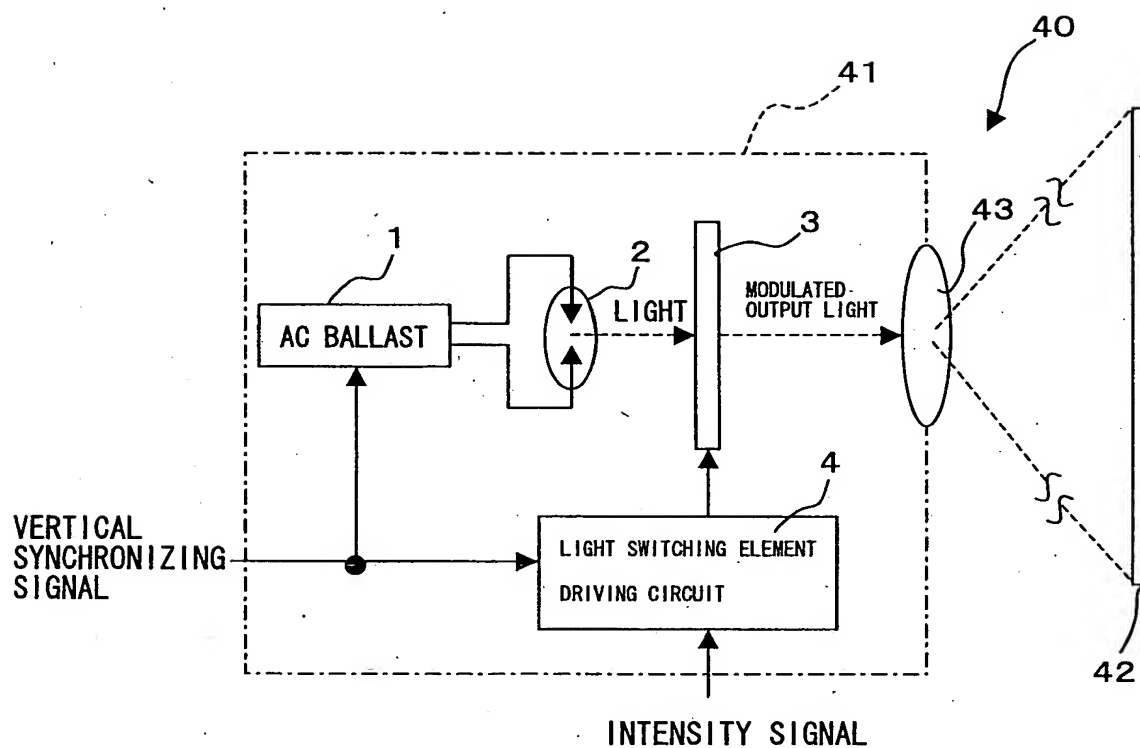 40
41
43
1
2
3
AC BALLAST
LIGHT
MODULATED-
OUTPUT LIGHT
4
VERTICAL
SYNCHRONIZING
SIGNAL
LIGHT SWITCHING ELEMENT
DRIVING CIRCUIT
42
INTENSITY SIGNAL